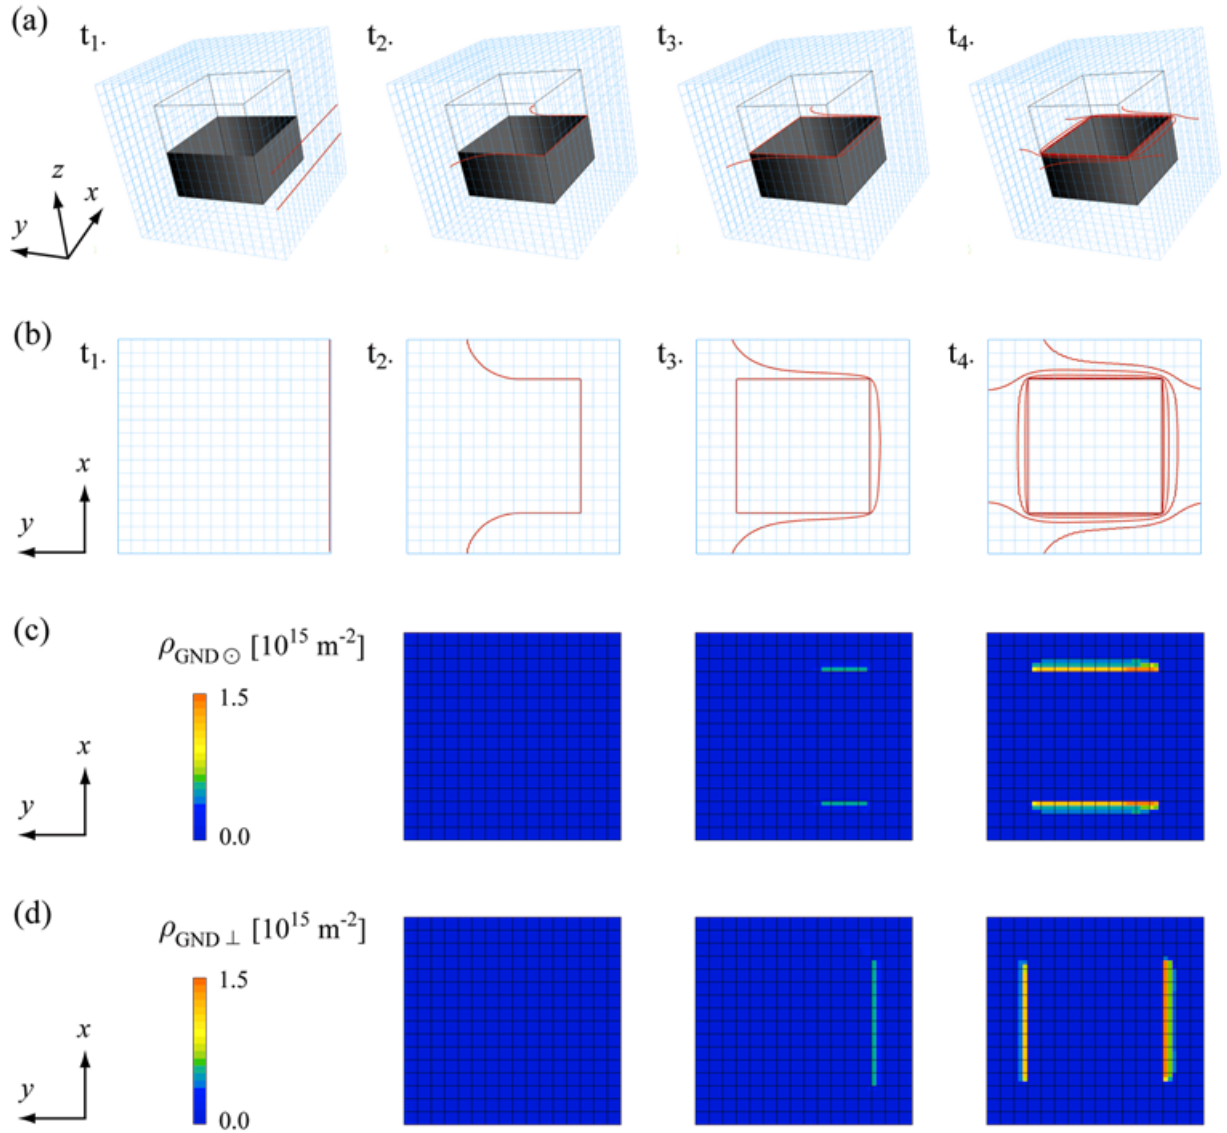 (a)
t1. t2. t3. t4.
z
x
y
(b)
t1. t2. t3. t4.
x
y
(c)
ρGND⊙ [10^15 m^-2]
1.5
x
y
0.0
(d)
ρGND⊥ [10^15 m^-2]
1.5
x
y
0.0